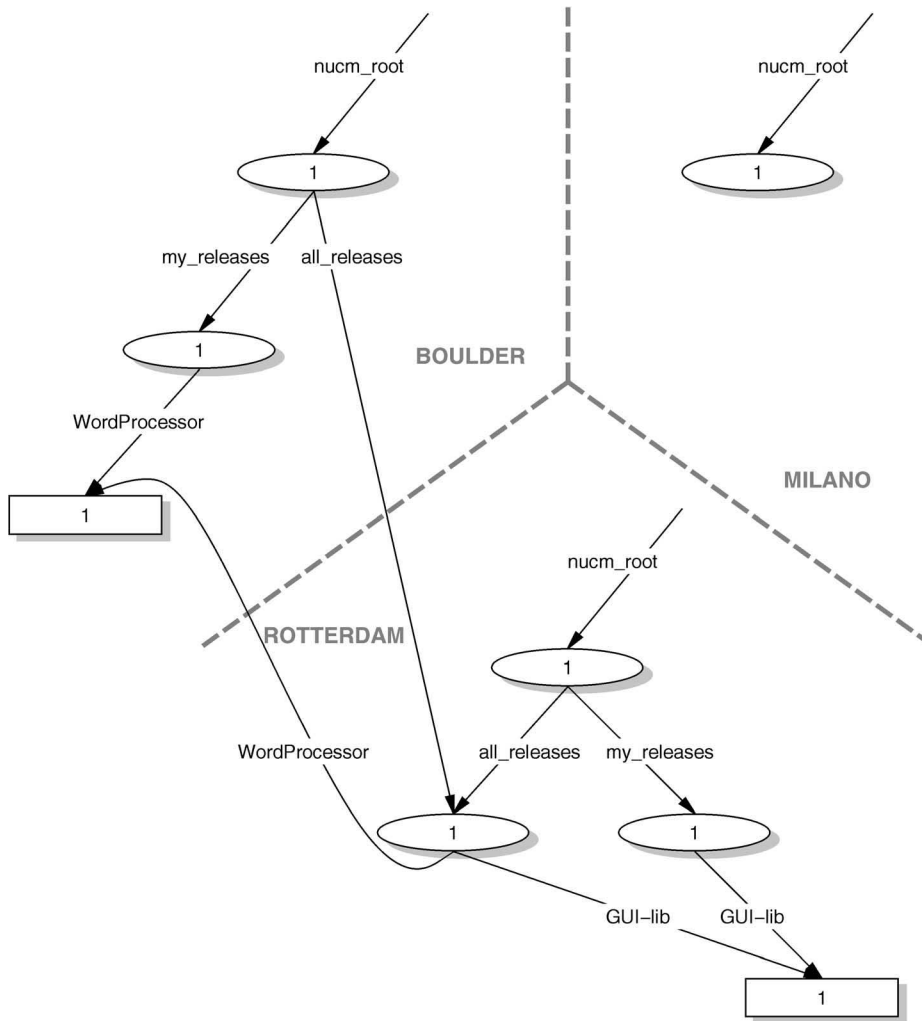 nucm_root
nucm_root
1
1
my_releases
all_releases
1
BOULDER
WordProcessor
MILANO
1
nucm_root
ROTTERDAM
1
WordProcessor
all_releases
my_releases
1
1
GUI-lib
GUI-lib
1